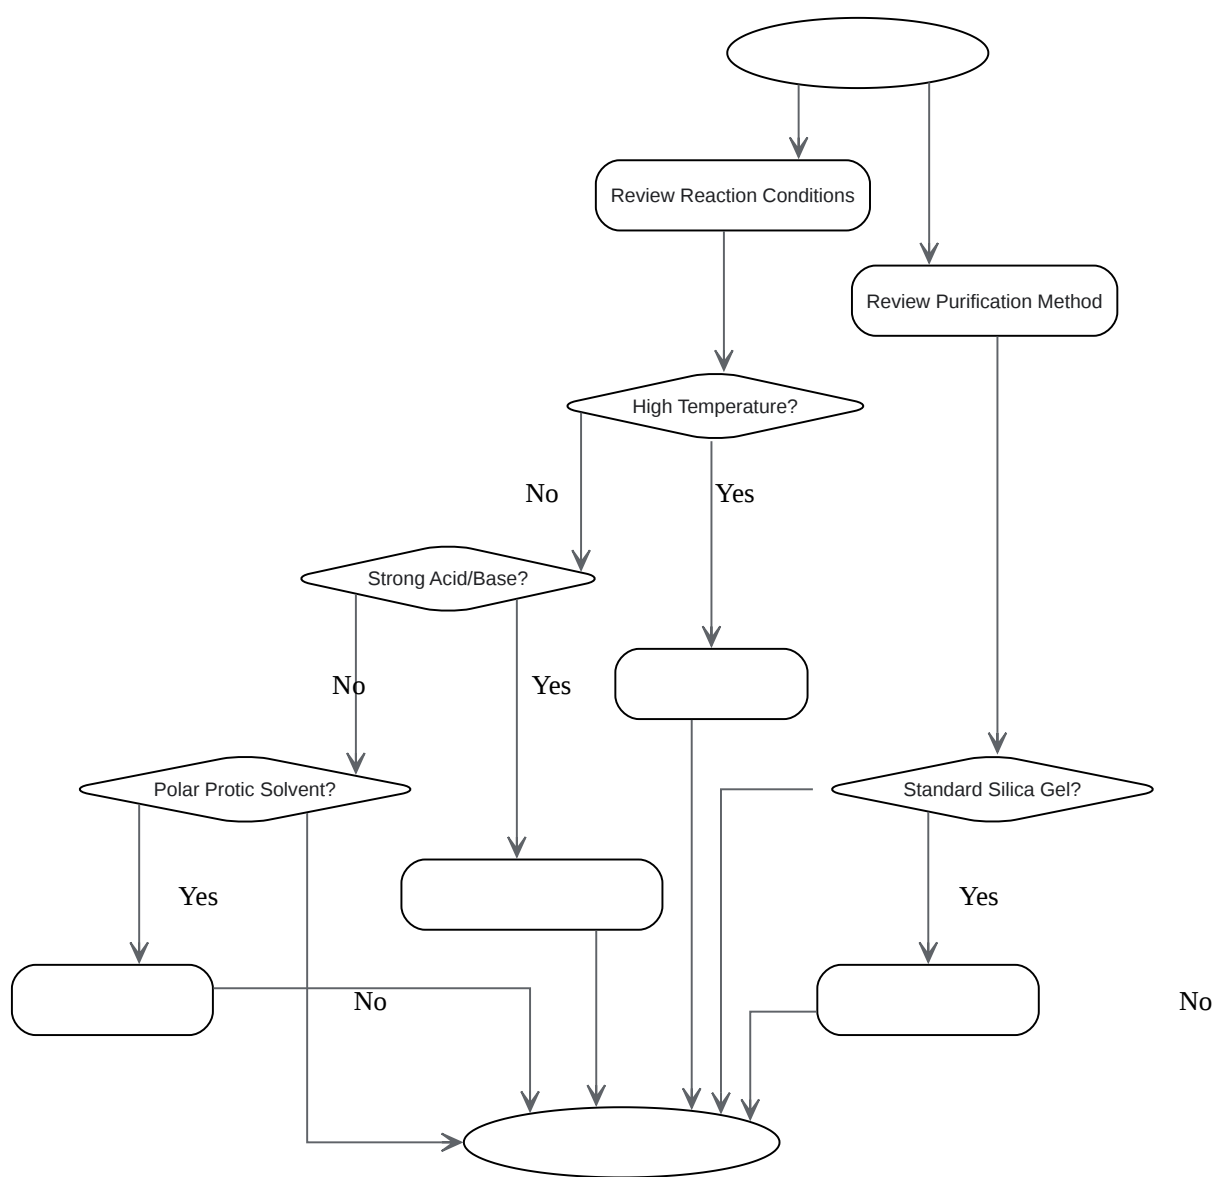 Review Reaction Conditions
Review Purification Method
High Temperature?
No
Yes
Strong Acid/Base?
No
Yes
Polar Protic Solvent?
Standard Silica Gel?
Yes
Yes
No
No